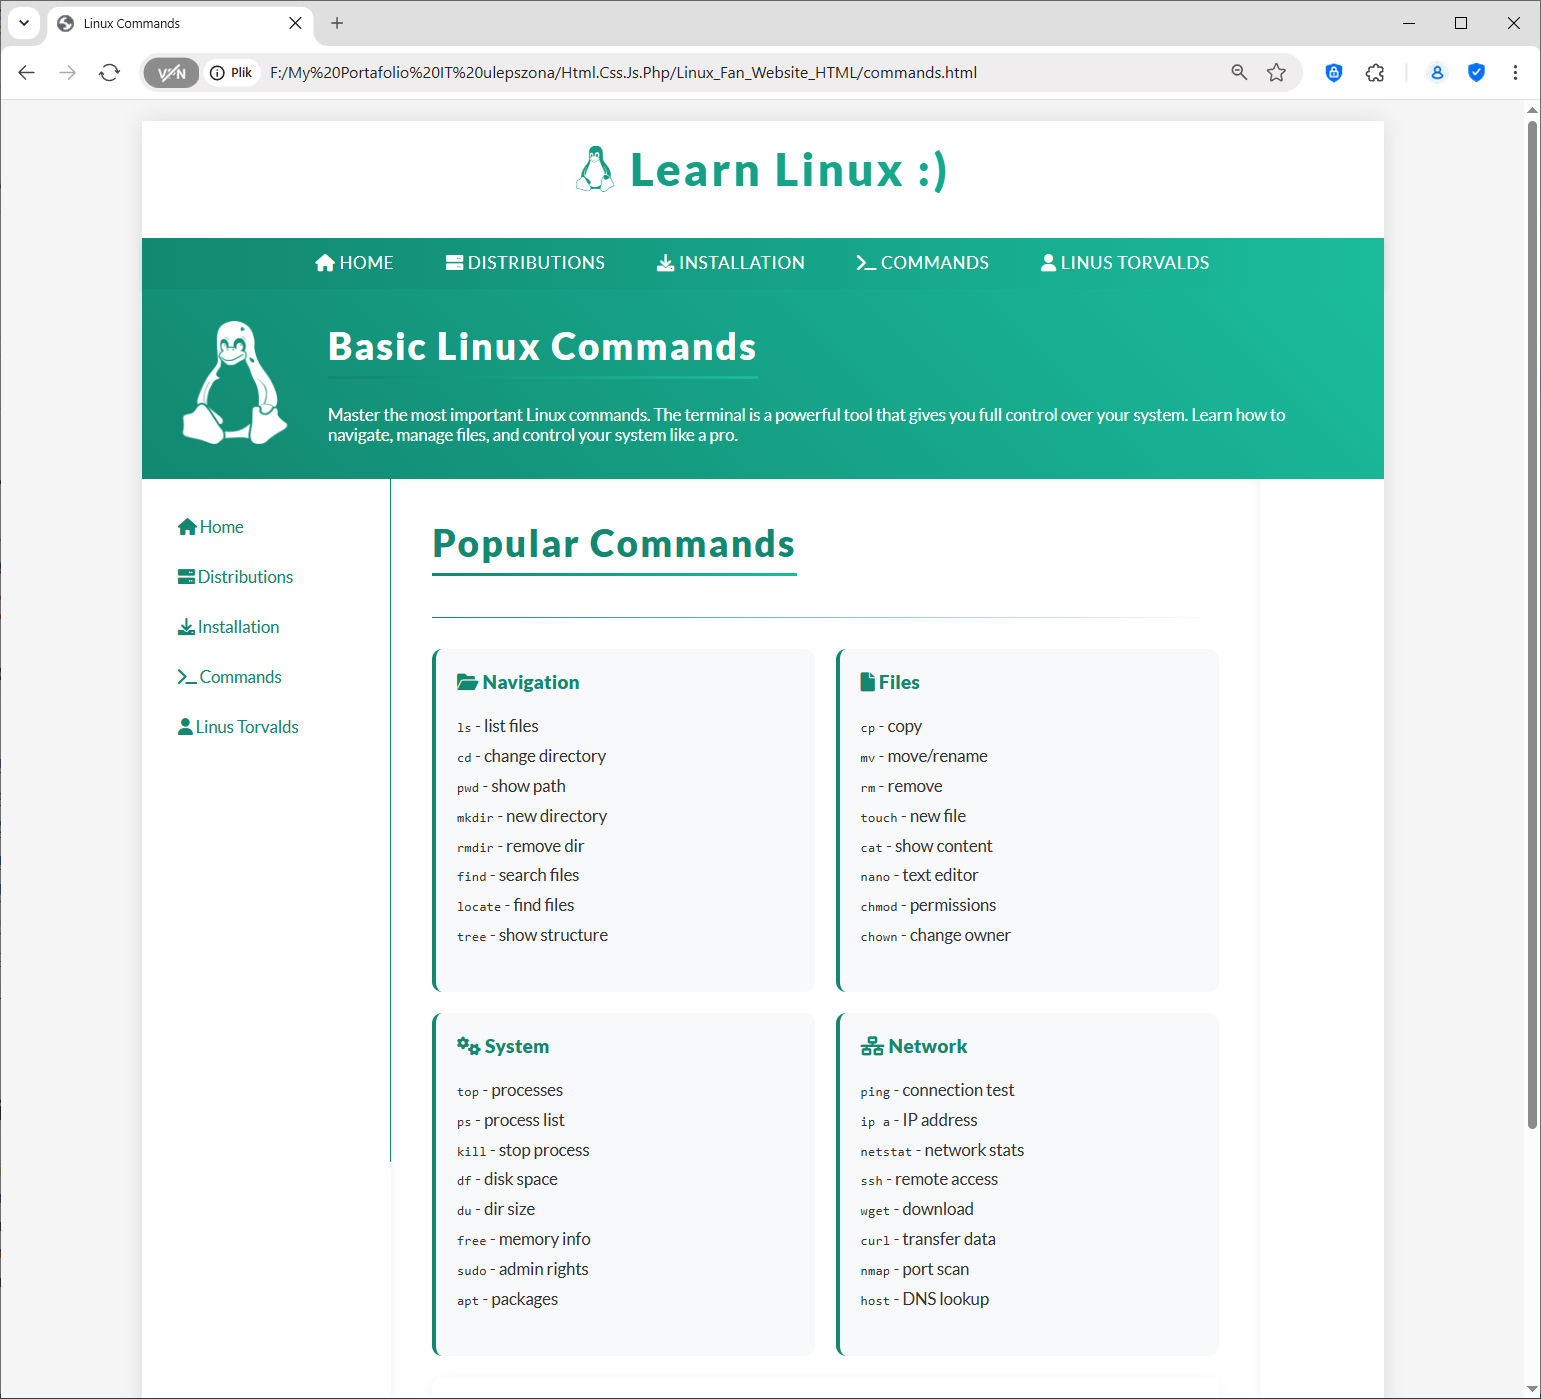 Linux Commands
VPN
Plik
F:/My%20Portafolio%20IT%20ulepszona/Html.Css.Js.Php/Linux_Fan_Website_HTML/commands.html
Learn Linux :)
HOME
DISTRIBUTIONS
INSTALLATION
COMMANDS
LINUS TORVALDS
Basic Linux Commands
Master the most important Linux commands. The terminal is a powerful tool that gives you full control over your system. Learn how to
navigate, manage files, and control your system like a pro.
Home
Distributions
Installation
Commands
Linus Torvalds
Popular Commands
Navigation
ls - list files
cd - change directory
pwd - show path
mkdir - new directory
rmdir - remove dir
find - search files
locate - find files
tree - show structure
Files
cp - copy
mv - move/rename
rm - remove
touch - new file
cat - show content
nano - text editor
chmod - permissions
chown - change owner
System
top - processes
ps - process list
kill - stop process
df - disk space
du - dir size
free - memory info
sudo - admin rights
apt - packages
Network
ping - connection test
ip a - IP address
netstat - network stats
ssh - remote access
wget - download
curl - transfer data
nmap - port scan
host - DNS lookup